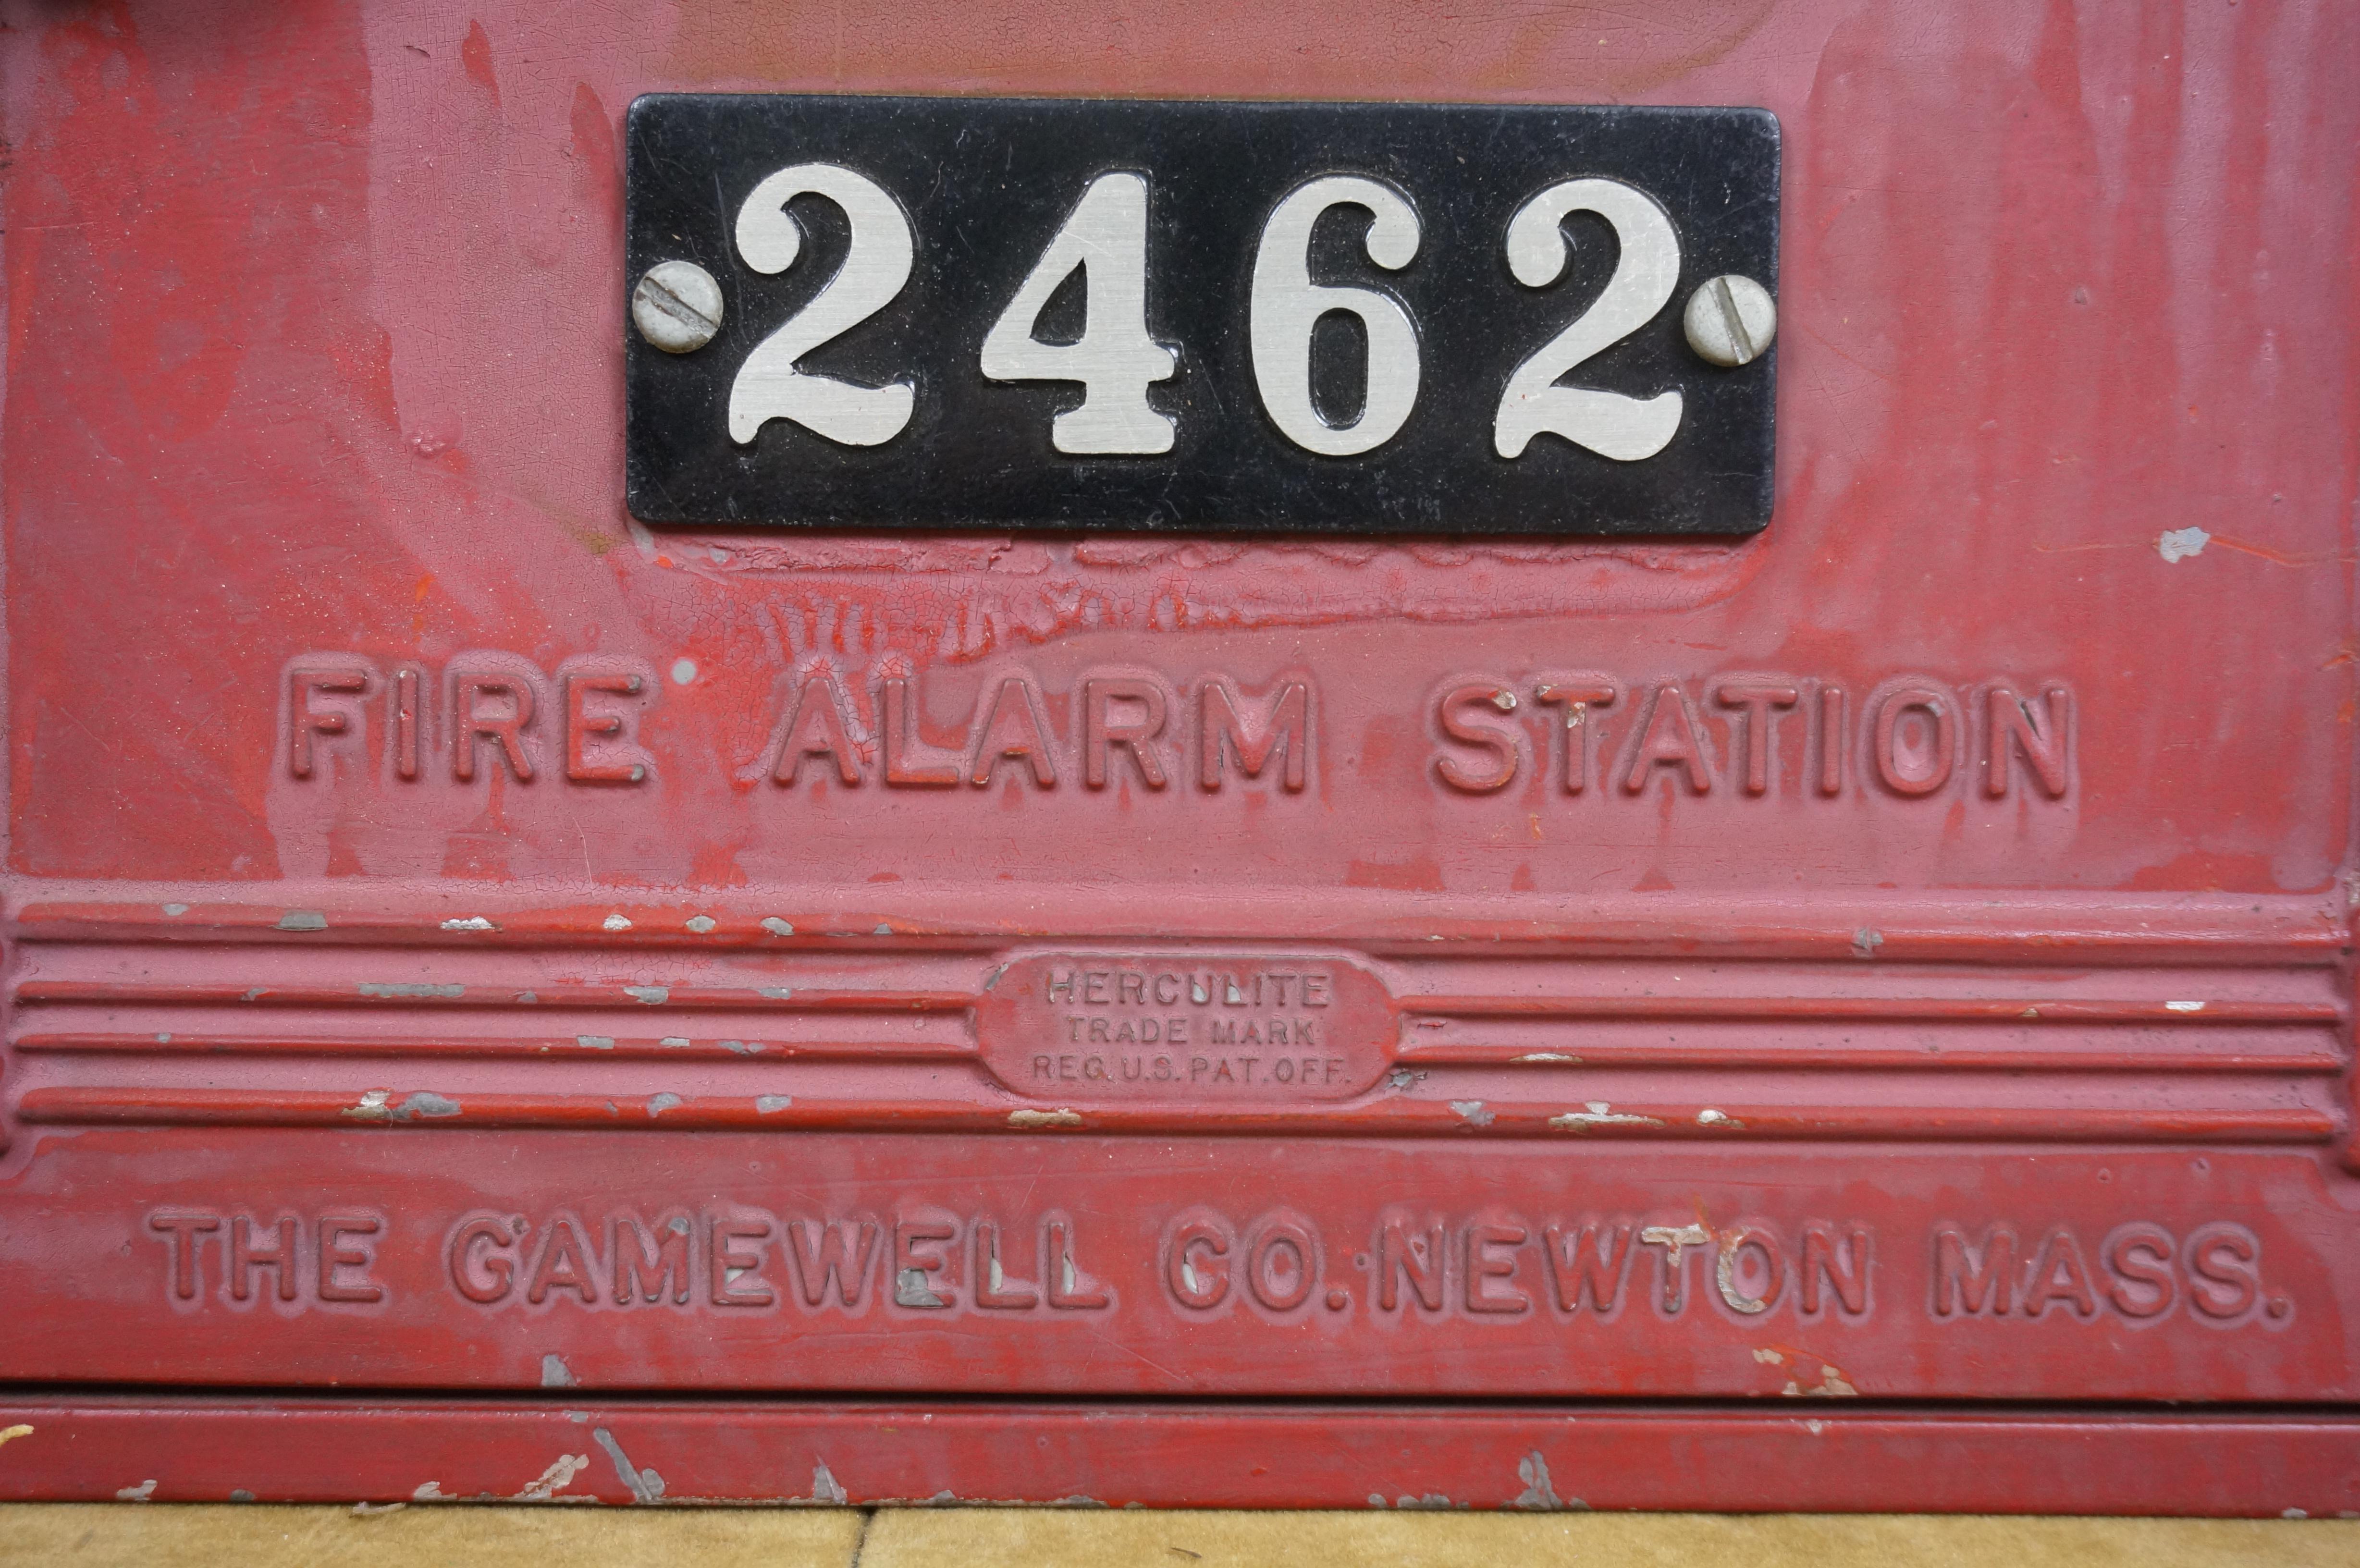 2462
FIRE ALARM STATION
HERCULITE
TRADE MARK
REG.U.S.PAT.OFF.
THE GAMEWELL CO. NEWTON MASS.